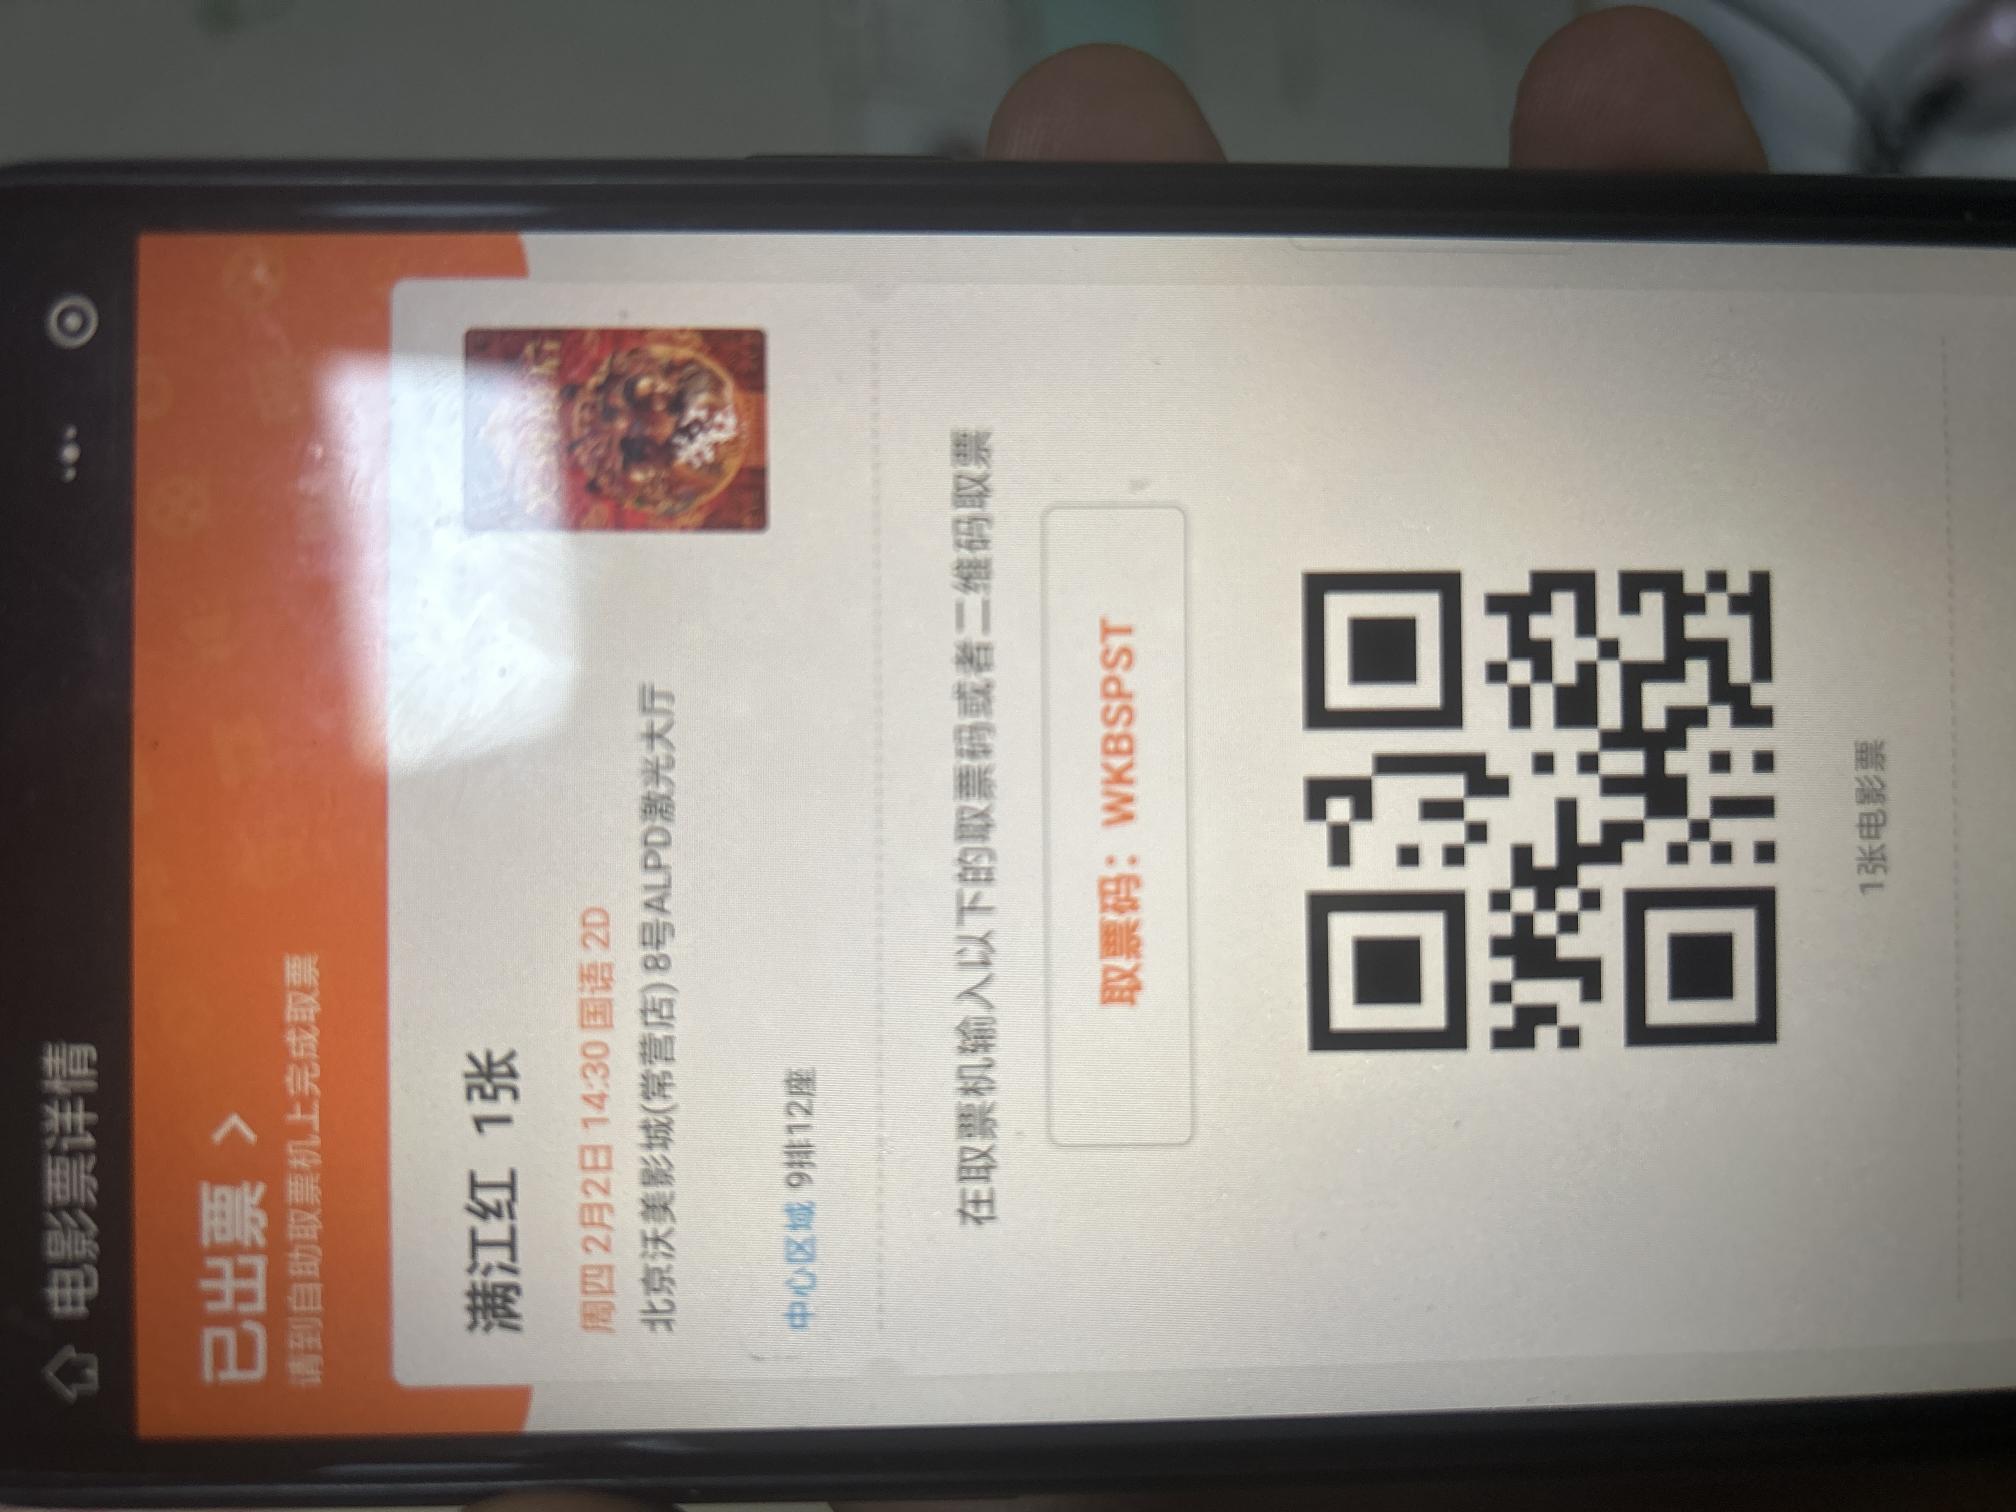 电影票详情
已出票 >
请到自助取票机上完成取票
满江红 1张
周四 2月2日 14:30 国语 2D
北京沃美影城(常营店) 8号ALPD激光大厅
中心区域 9排12座
在取票机输入以下的取票码或者二维码取票
取票码：WKBSPST
1张电影票